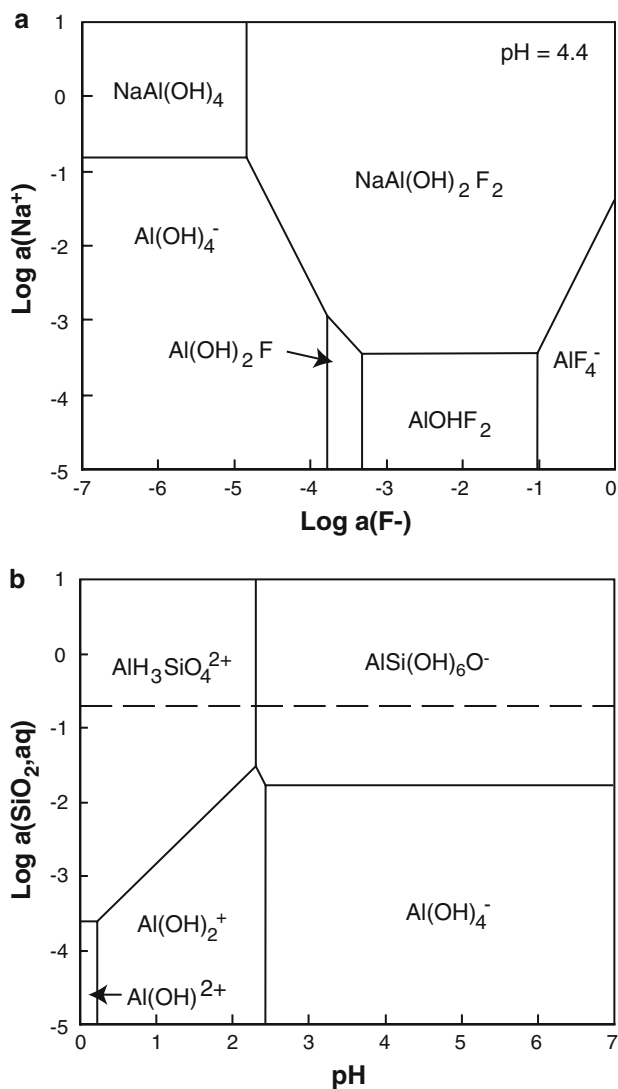 a
pH = 4.4
NaAl(OH)₄
NaAl(OH)₂F₂
Al(OH)₄⁻
Al(OH)₂F
AlF₄⁻
AlOHF₂
Log a(Na⁺)
1
0
-1
-2
-3
-4
-5
-7 -6 -5 -4 -3 -2 -1 0
Log a(F-)
b
AlH₃SiO₄²⁺
AlSi(OH)₆O⁻
Al(OH)₂⁺
Al(OH)₄⁻
Al(OH)²⁺
Log a(SiO₂,aq)
1
0
-1
-2
-3
-4
-5
0 1 2 3 4 5 6 7
pH